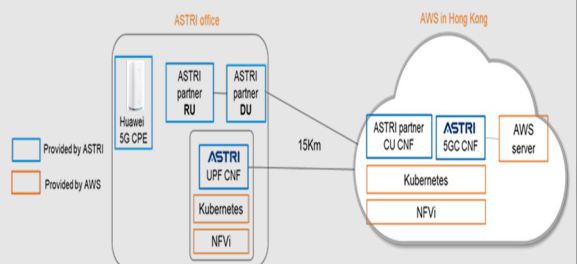 ASTRI office
AWS in Hong Kong
Huawei
5G CPE
ASTRI
partner
RU
ASTRI
partner
DU
Provided by ASTRI
Provided by AWS
ASTRI
UPF CNF
Kubernetes
NFVi
15Km
ASTRI partner
CU CNF
ASTRI
5GC CNF
AWS
server
Kubernetes
NFVi